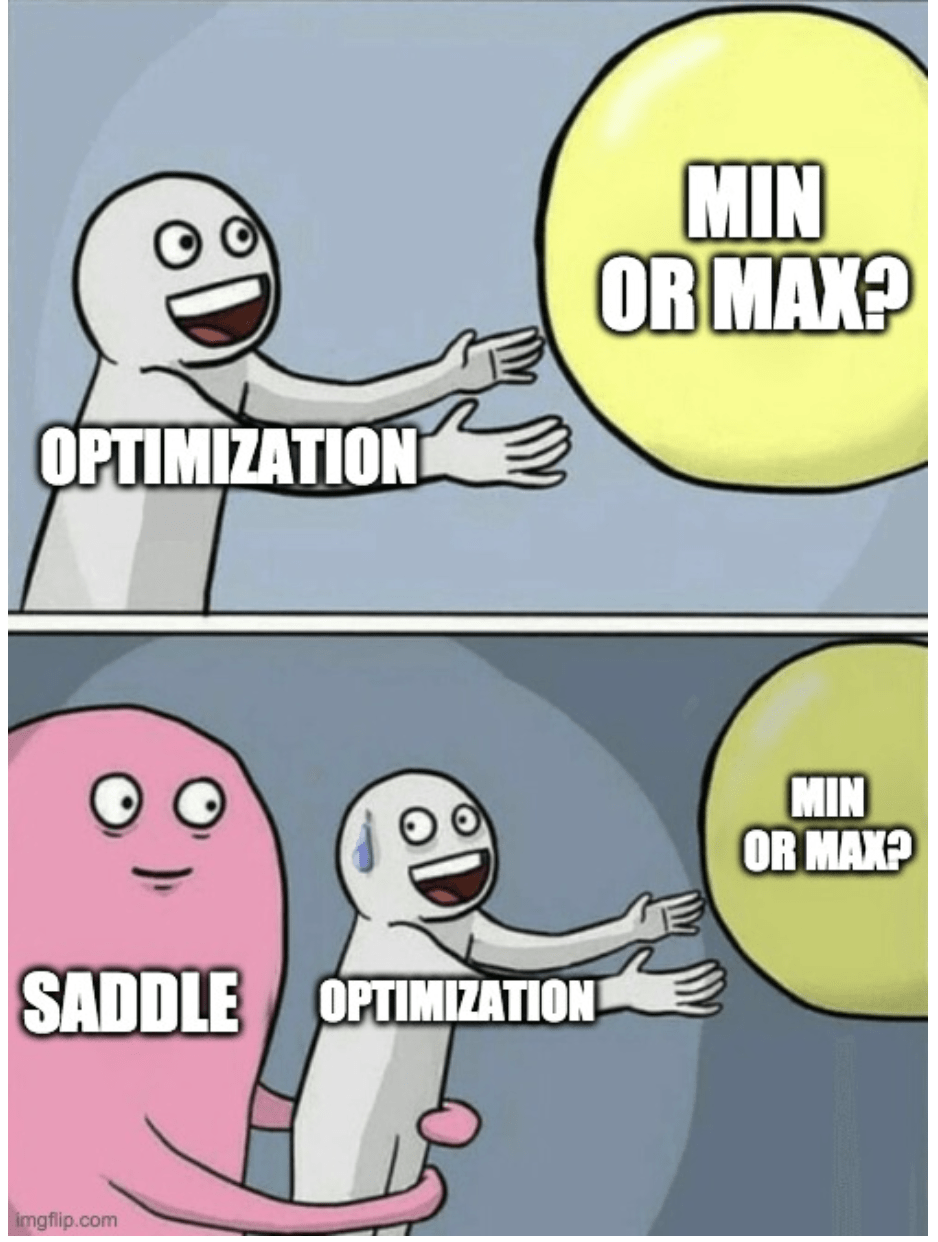 MIN
OR MAX?
OPTIMIZATION
MIN
OR MAX?
SADDLE
OPTIMIZATION
imgflip.com